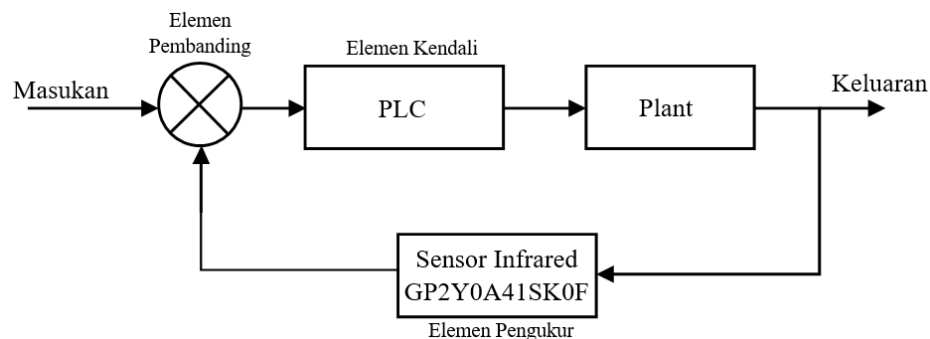 Elemen
Pembanding
Elemen Kendali
Masukan
Keluaran
PLC
Plant
Sensor Infrared
GP2Y0A41SK0F
Elemen Pengukur